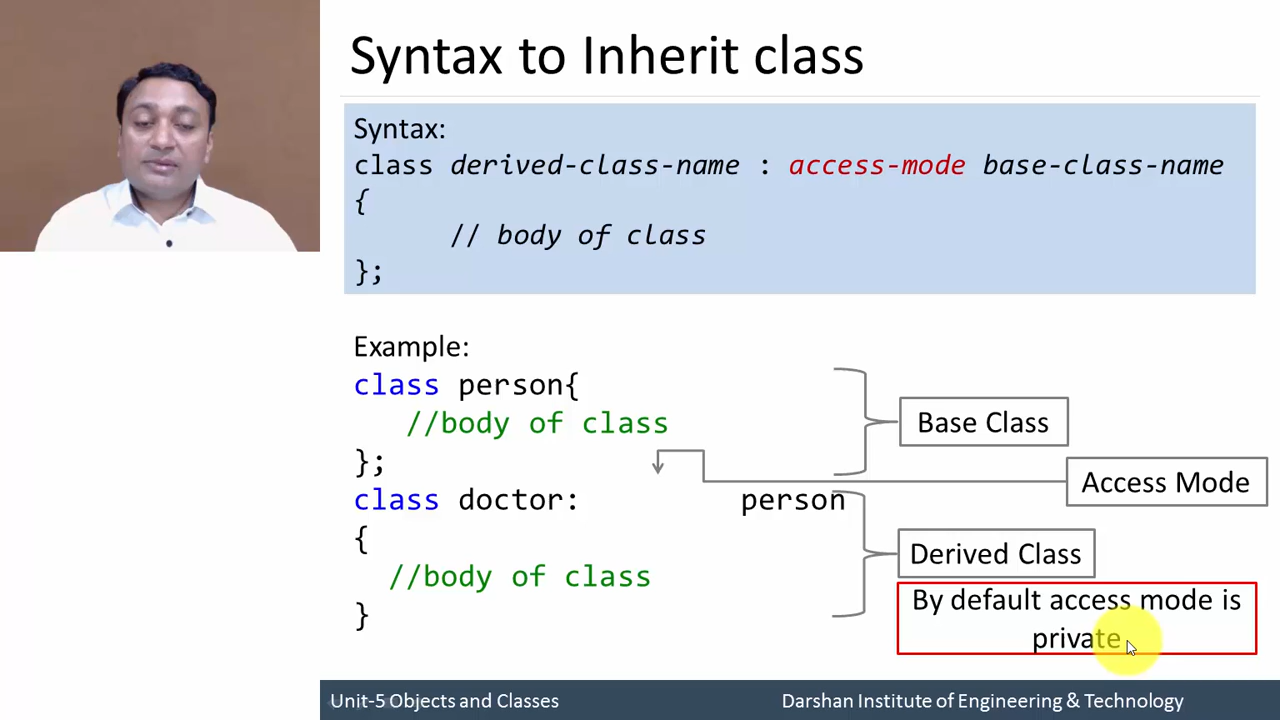 Syntax to Inherit class
Syntax:
class derived-class-name : access-mode base-class-name
{
// body of class
};
Example:
class person{
//body of class
};
class doctor: person
{
//body of class
}
Base Class
Access Mode
Derived Class
By default access mode is
private
Unit-5 Objects and Classes
Darshan Institute of Engineering & Technology